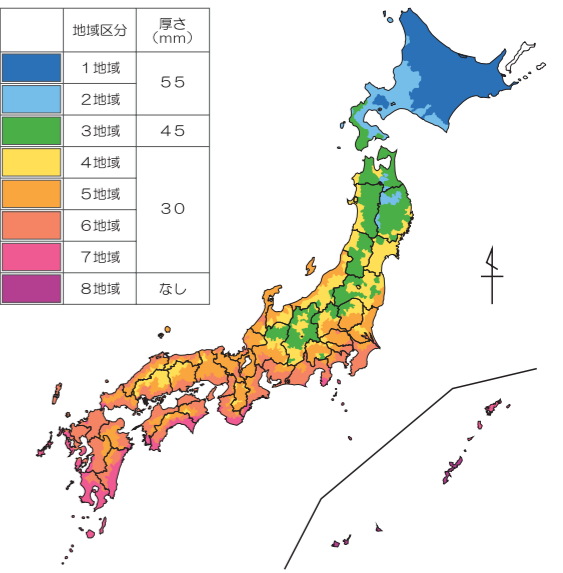 地域区分 厚さ
（mm）
１地域
５５
２地域
３地域 ４５
４地域
５地域
３０
６地域
７地域
８地域 なし